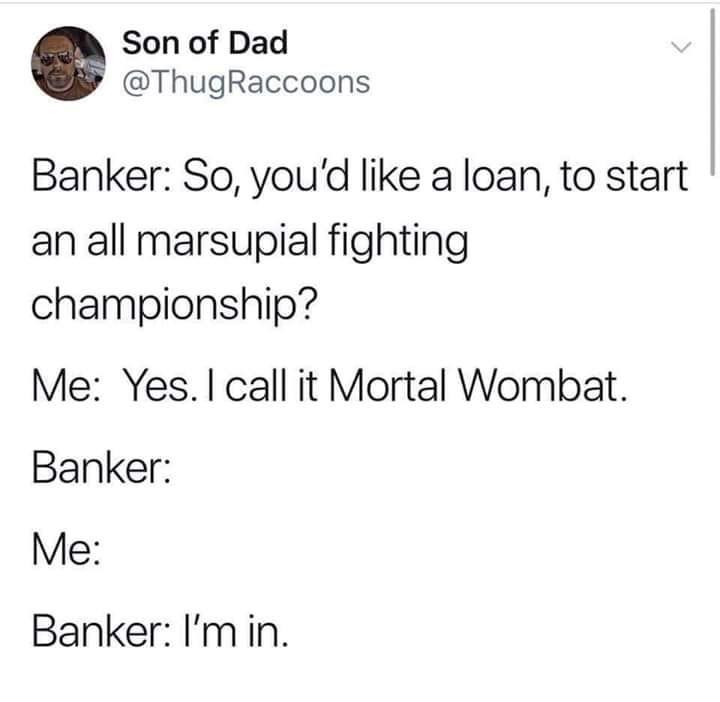 Son of Dad
@ThugRaccoons
Banker: So, you'd like a loan, to start
an all marsupial fighting
championship?
Me:  Yes. I call it Mortal Wombat.
Banker:
Me:
Banker: I'm in.